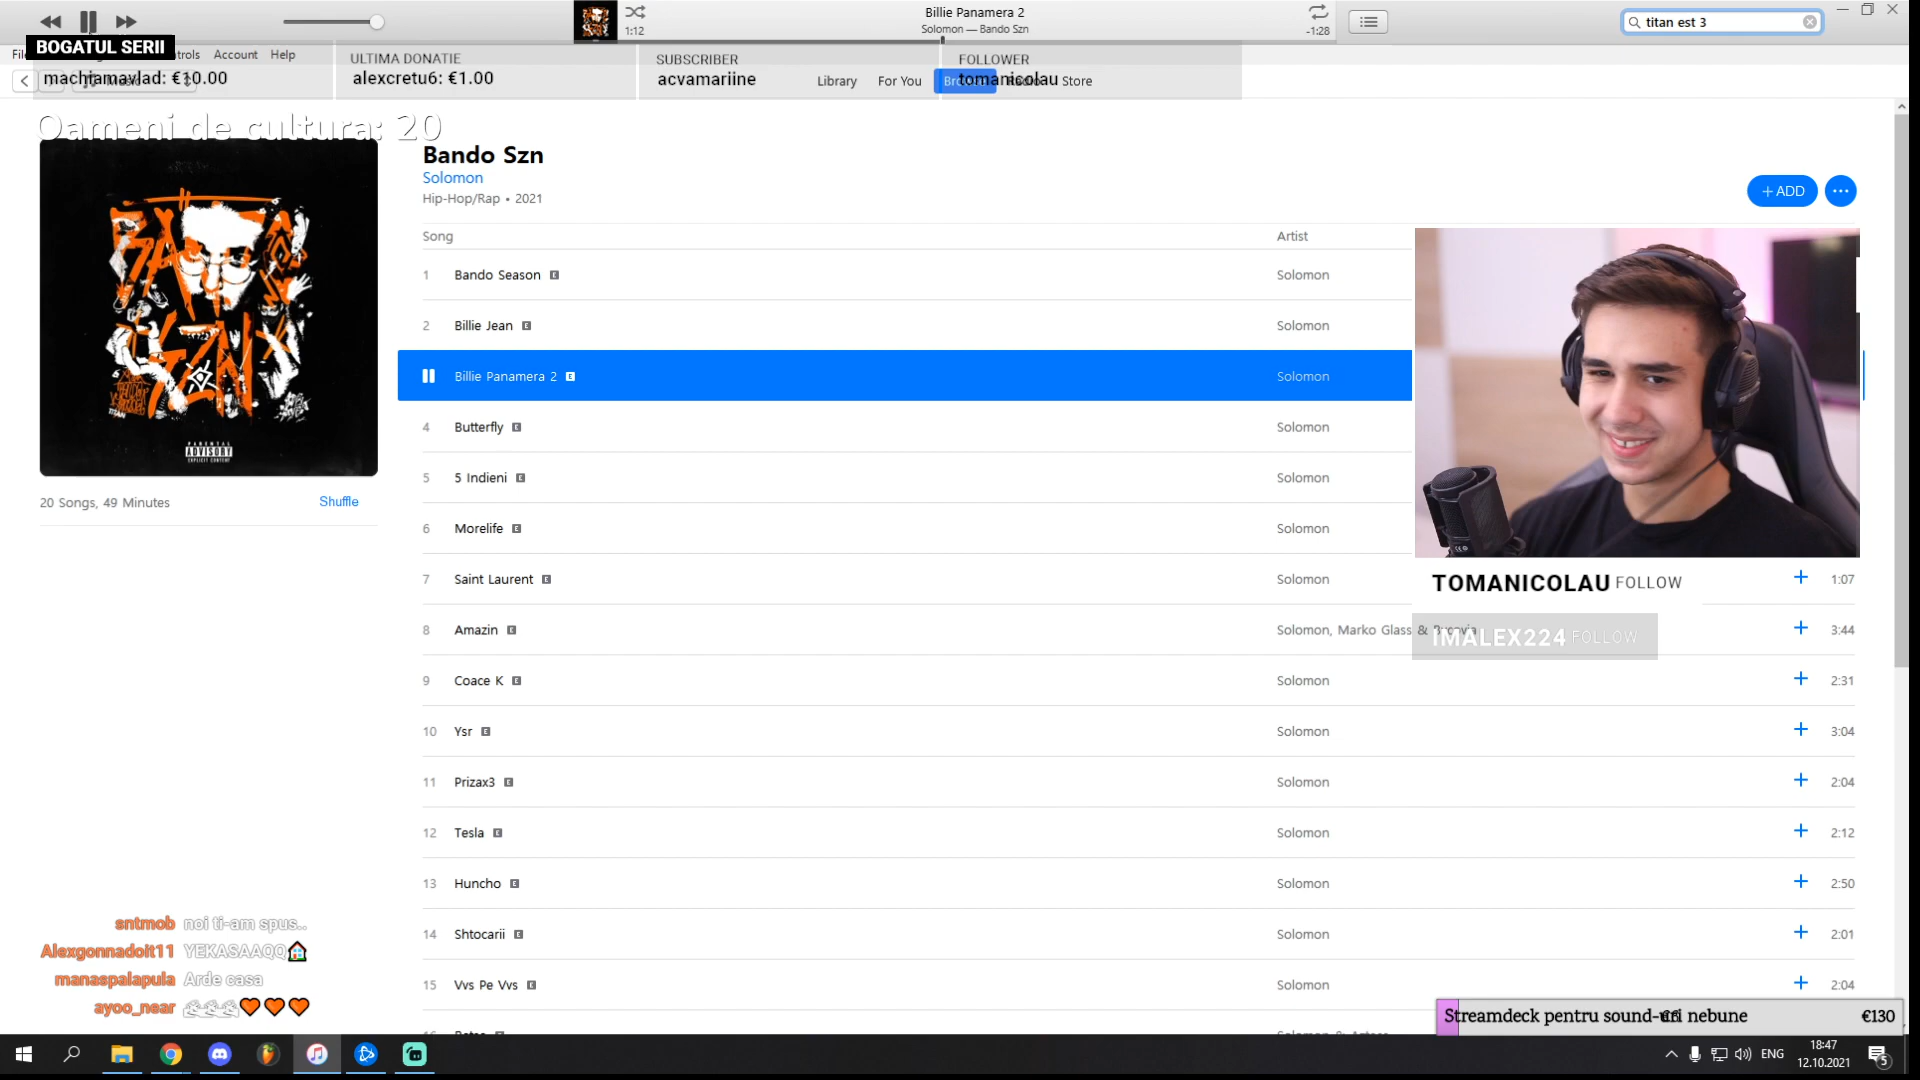 Billie Panamera 2
Solomon — Bando Szn
1:12
-1:28
titan est 3
BOGATUL SERII
Account
Help
machiamavlad: €10.00
ULTIMA DONATIE
alexcretu6: €1.00
SUBSCRIBER
acvamariine
FOLLOWER
tomanicolau
Library
For You
Store
Oameni de cultura: 20
Bando Szn
Solomon
Hip-Hop/Rap • 2021
+ ADD
Song Artist
1 Bando Season E Solomon
2 Billie Jean E Solomon
Billie Panamera 2 E Solomon
4 Butterfly E Solomon
5 5 Indieni E Solomon
6 Morelife E Solomon
7 Saint Laurent E Solomon 1:07
8 Amazin E Solomon, Marko Glass & 3:44
9 Coace K E Solomon 2:31
10 Ysr E Solomon 3:04
11 Prizax3 E Solomon 2:04
12 Tesla E Solomon 2:12
13 Huncho E Solomon 2:50
14 Shtocarii E Solomon 2:01
15 Vvs Pe Vvs E Solomon 2:04
PARENTAL
ADVISORY
EXPLICIT CONTENT
20 Songs, 49 Minutes
Shuffle
TOMANICOLAU FOLLOW
IMALEX224 FOLLOW
sntmob noi ti-am spus..
Alexgonnadoit11 YEKASAAQQ
manaspalapula Arde casa
ayoo_near
Streamdeck pentru sound-uri nebune
€130
ENG
18:47
12.10.2021
5